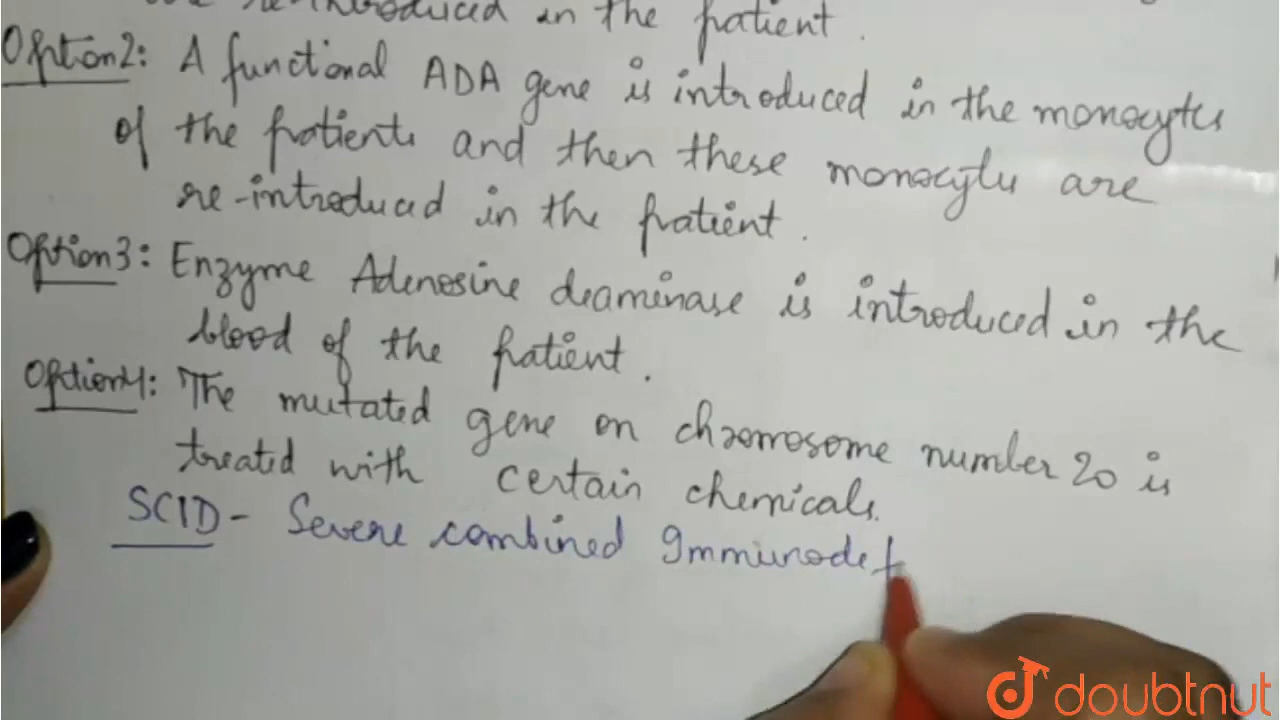 re-introduced in the patient.
Option2: A functional ADA gene is introduced in the monocytes
of the patients and then these monocytes are
re-introduced in the patient.
Option3: Enzyme Adenosine deaminase is introduced in the
blood of the patient.
Option4: The mutated gene on chromosome number 20 is
treated with certain chemicals.
SCID - Severe combined Immunodef
doubtnut